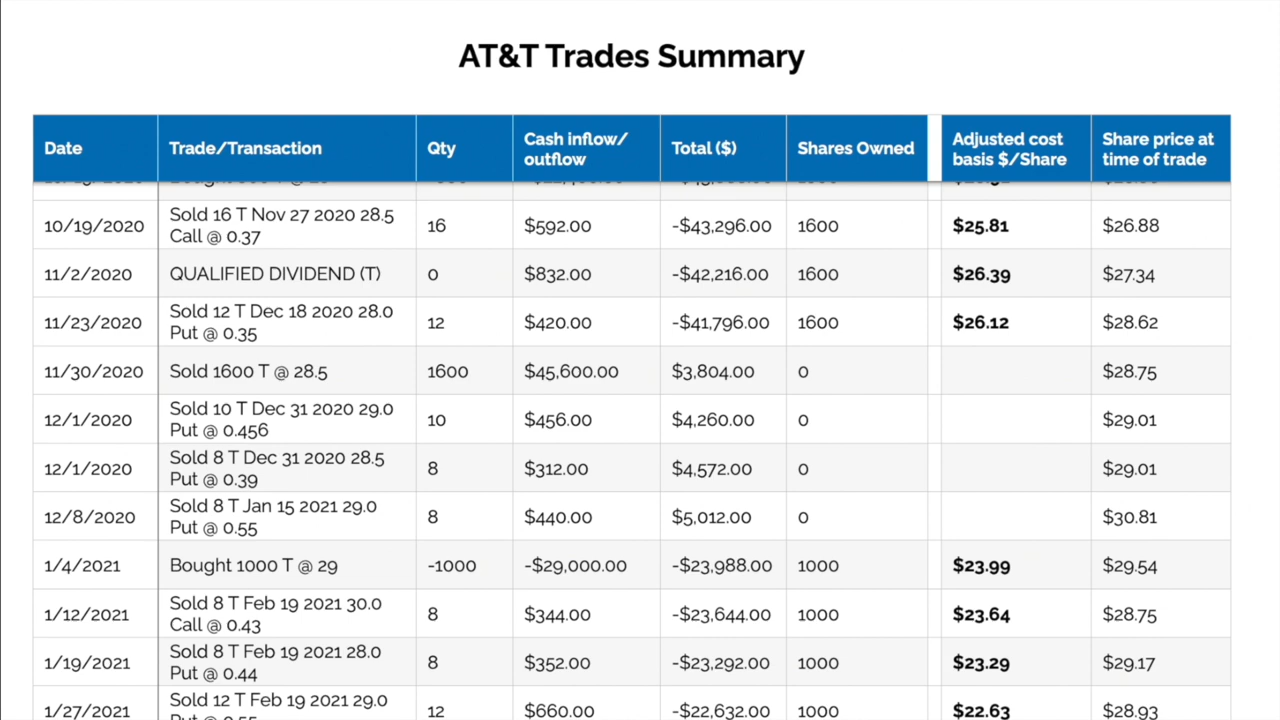 AT&T Trades Summary
Date Trade/Transaction Qty Cash inflow/ outflow Total ($) Shares Owned Adjusted cost basis $/Share Share price at time of trade
10/19/2020 Sold 16 T Nov 27 2020 28.5 Call @ 0.37 16 $592.00 -$43,296.00 1600 $25.81 $26.88
11/2/2020 QUALIFIED DIVIDEND (T) 0 $832.00 -$42,216.00 1600 $26.39 $27.34
11/23/2020 Sold 12 T Dec 18 2020 28.0 Put @ 0.35 12 $420.00 -$41,796.00 1600 $26.12 $28.62
11/30/2020 Sold 1600 T @ 28.5 1600 $45,600.00 $3,804.00 0 $28.75
12/1/2020 Sold 10 T Dec 31 2020 29.0 Put @ 0.456 10 $456.00 $4,260.00 0 $29.01
12/1/2020 Sold 8 T Dec 31 2020 28.5 Put @ 0.39 8 $312.00 $4,572.00 0 $29.01
12/8/2020 Sold 8 T Jan 15 2021 29.0 Put @ 0.55 8 $440.00 $5,012.00 0 $30.81
1/4/2021 Bought 1000 T @ 29 -1000 -$29,000.00 -$23,988.00 1000 $23.99 $29.54
1/12/2021 Sold 8 T Feb 19 2021 30.0 Call @ 0.43 8 $344.00 -$23,644.00 1000 $23.64 $28.75
1/19/2021 Sold 8 T Feb 19 2021 28.0 Put @ 0.44 8 $352.00 -$23,292.00 1000 $23.29 $29.17
1/27/2021 Sold 12 T Feb 19 2021 29.0 12 $660.00 -$22,632.00 1000 $22.63 $28.93